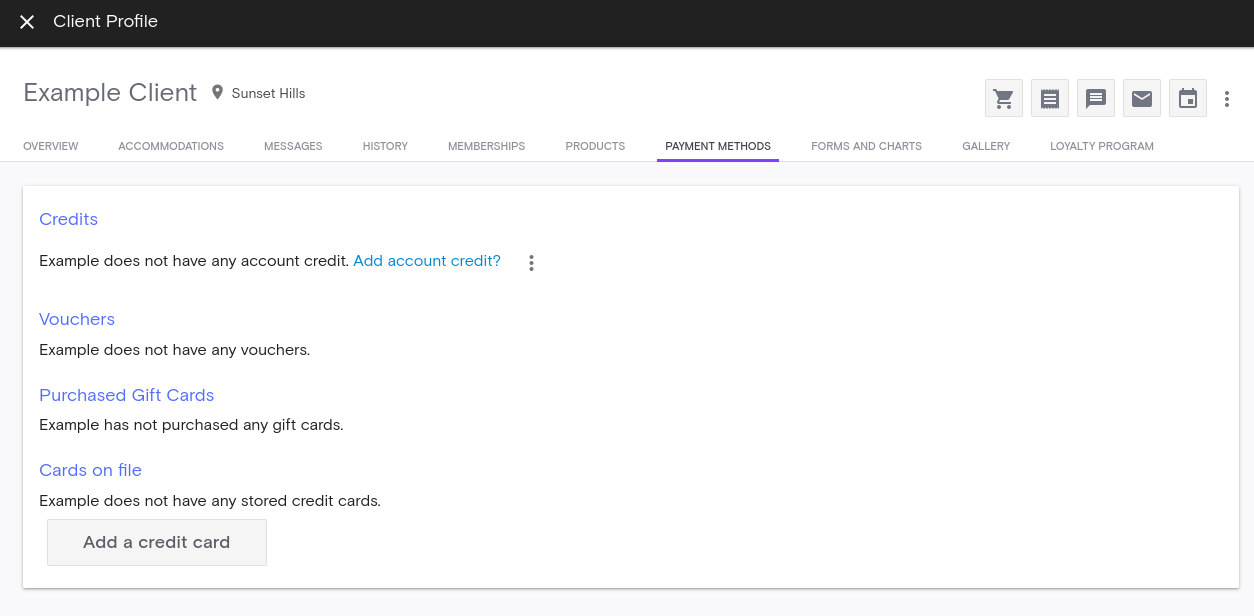 Client Profile
Example Client Sunset Hills
OVERVIEW ACCOMMODATIONS MESSAGES HISTORY MEMBERSHIPS PRODUCTS PAYMENT METHODS FORMS AND CHARTS GALLERY LOYALTY PROGRAM
Credits
Example does not have any account credit. Add account credit?
Vouchers
Example does not have any vouchers.
Purchased Gift Cards
Example has not purchased any gift cards.
Cards on file
Example does not have any stored credit cards.
Add a credit card